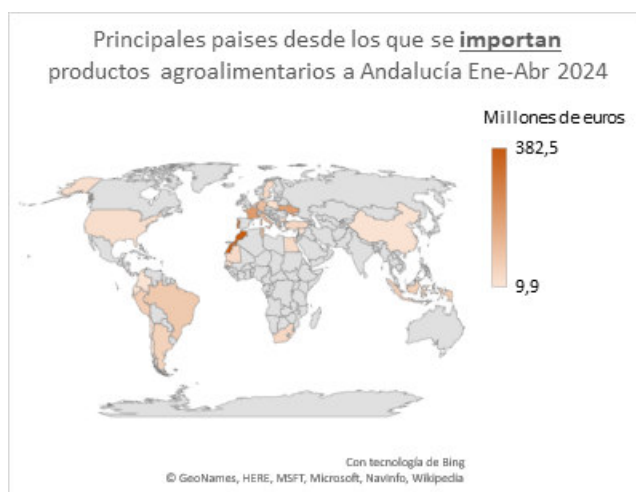 Principales paises desde los que se importan
productos agroalimentarios a Andalucía Ene-Abr 2024
Millones de euros
382,5
9,9
Con tecnología de Bing
© GeoNames, HERE, MSFT, Microsoft, Navinfo, Wikipedia